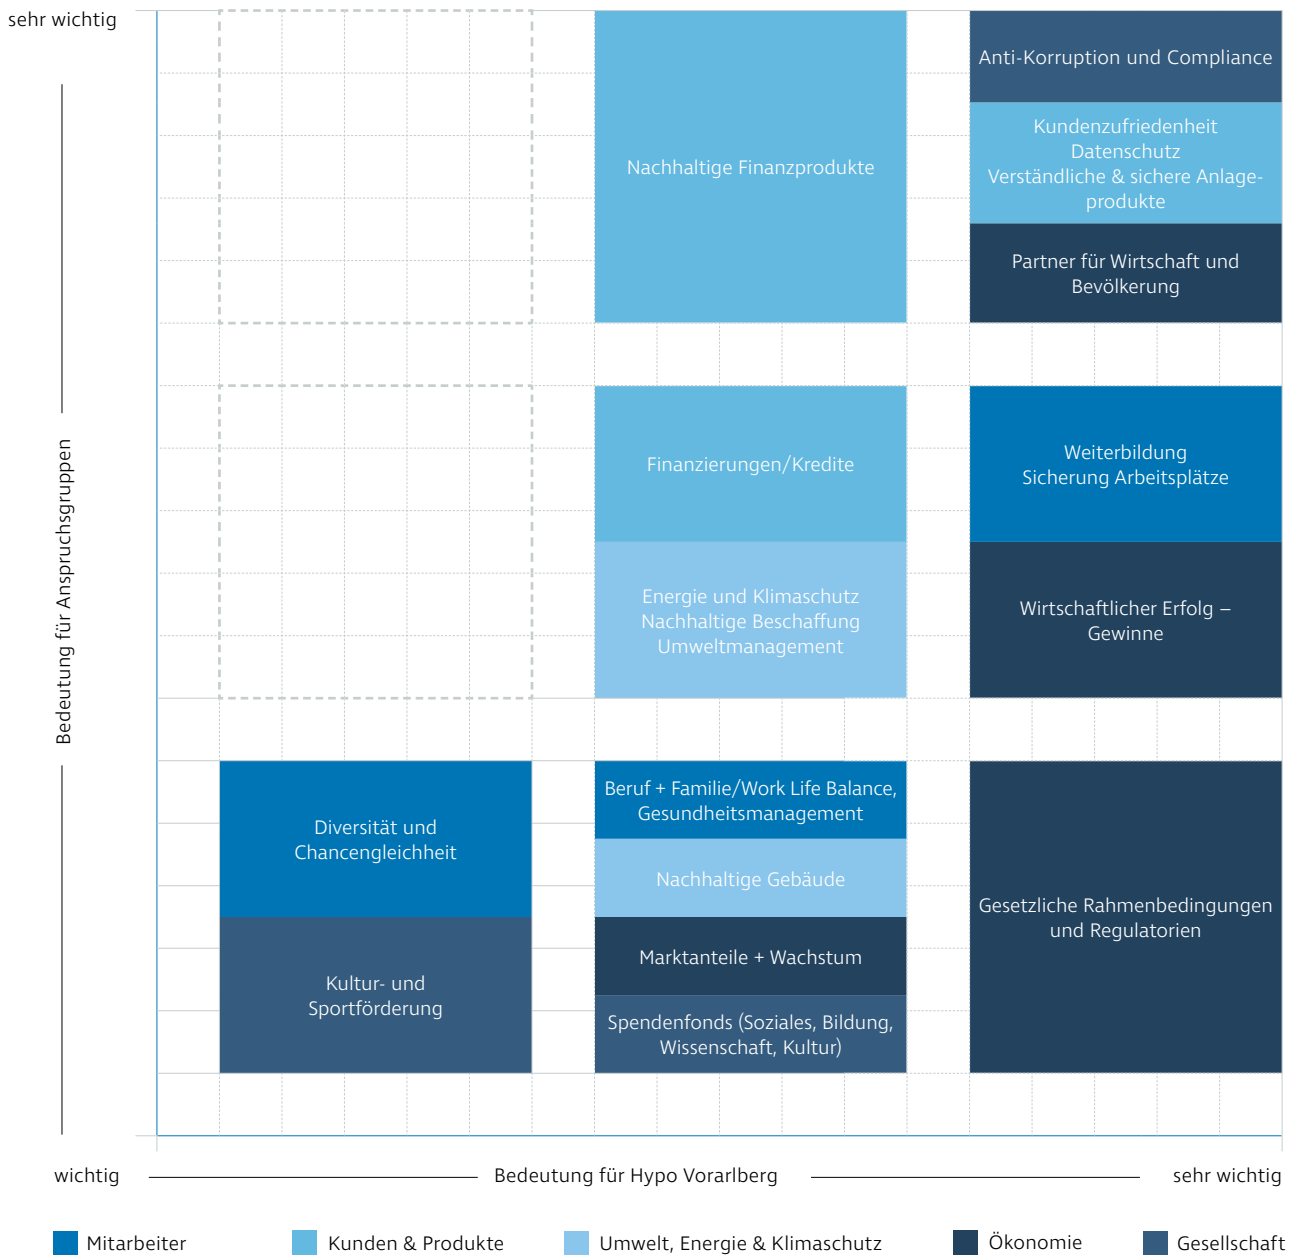 sehr wichtig
Bedeutung für Anspruchsgruppen
Nachhaltige Finanzprodukte
Anti-Korruption und Compliance
Kundenzufriedenheit
Datenschutz
Verständliche & sichere Anlage-
produkte
Partner für Wirtschaft und
Bevölkerung
Finanzierungen/Kredite
Energie und Klimaschutz
Nachhaltige Beschaffung
Umweltmanagement
Weiterbildung
Sicherung Arbeitsplätze
Wirtschaftlicher Erfolg –
Gewinne
Diversität und
Chancengleichheit
Kultur- und
Sportförderung
Beruf + Familie/Work Life Balance,
Gesundheitsmanagement
Nachhaltige Gebäude
Marktanteile + Wachstum
Spendenfonds (Soziales, Bildung,
Wissenschaft, Kultur)
Gesetzliche Rahmenbedingungen
und Regulatorien
wichtig
Bedeutung für Hypo Vorarlberg
sehr wichtig
Mitarbeiter
Kunden & Produkte
Umwelt, Energie & Klimaschutz
Ökonomie
Gesellschaft